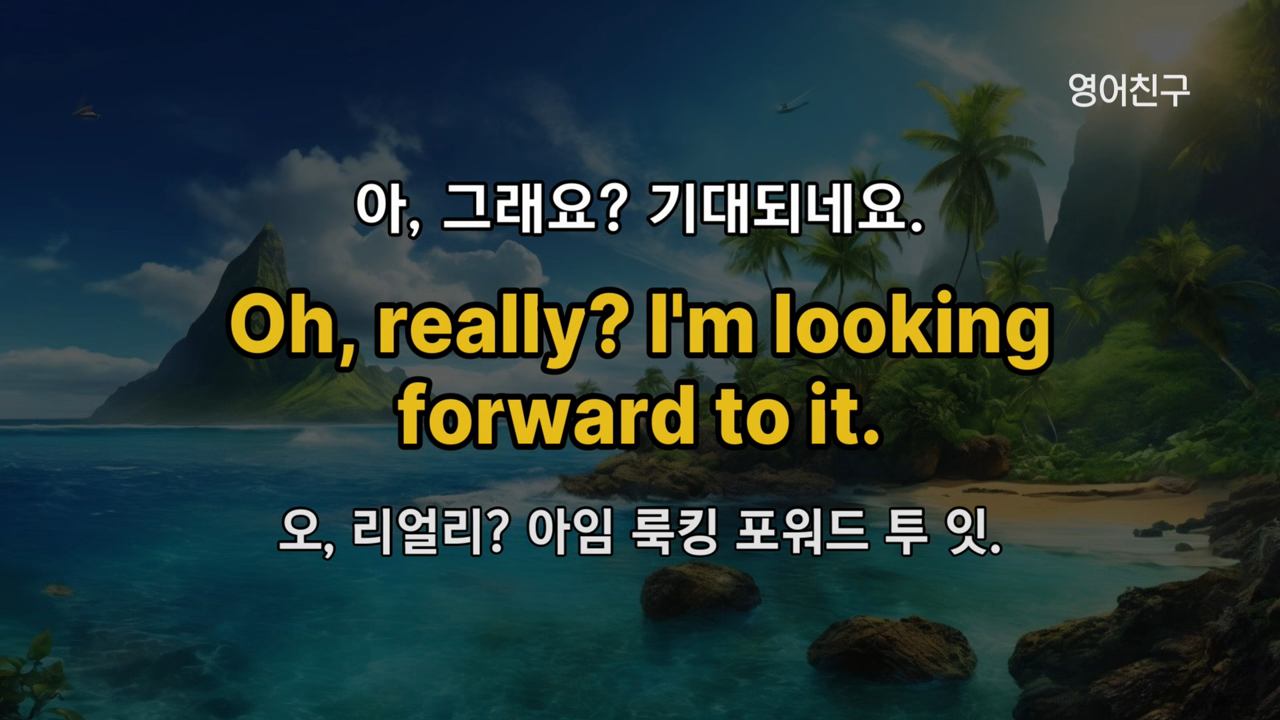 영어친구
아, 그래요? 기대되네요.
Oh, really? I'm looking
forward to it.
오, 리얼리? 아임 룩킹 포워드 투 잇.